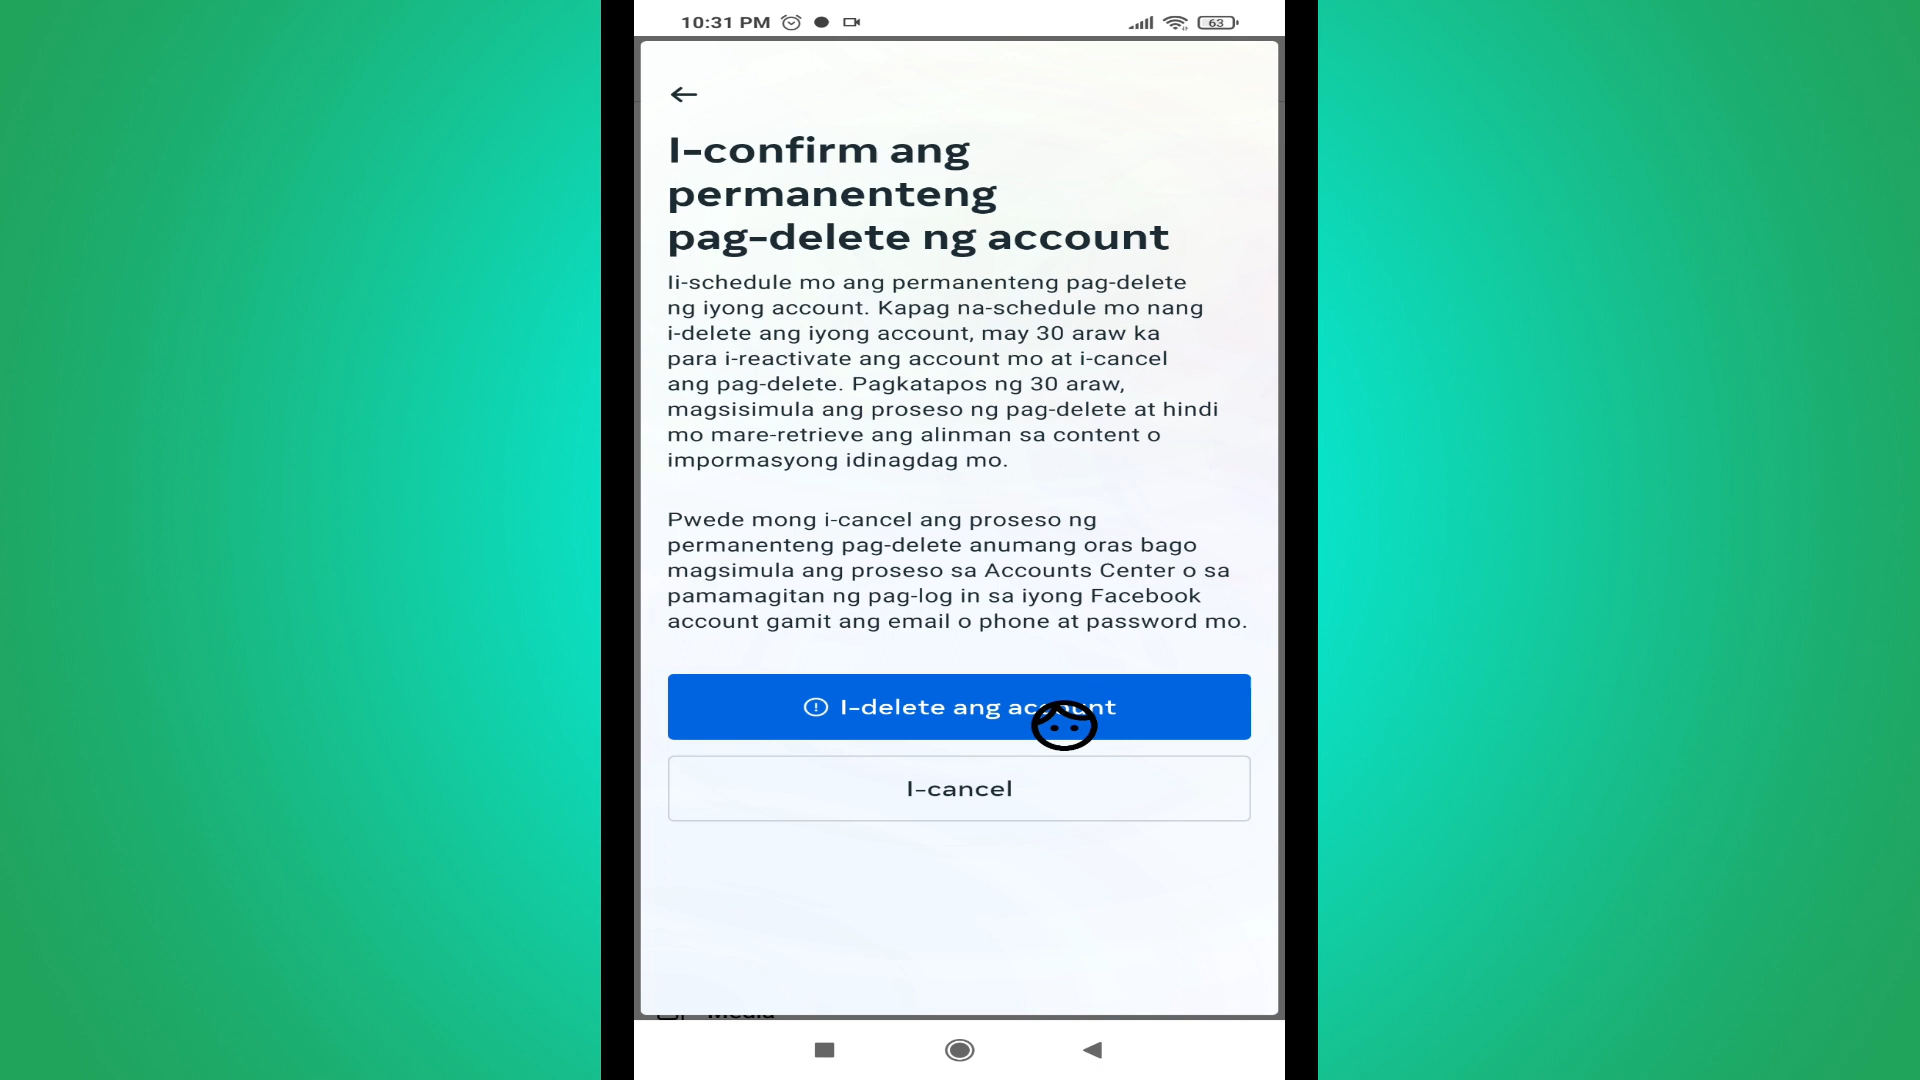 10:31 PM
63
I-confirm ang
permanenteng
pag-delete ng account
Ii-schedule mo ang permanenteng pag-delete
ng iyong account. Kapag na-schedule mo nang
i-delete ang iyong account, may 30 araw ka
para i-reactivate ang account mo at i-cancel
ang pag-delete. Pagkatapos ng 30 araw,
magsisimula ang proseso ng pag-delete at hindi
mo mare-retrieve ang alinman sa content o
impormasyong idinagdag mo.
Pwede mong i-cancel ang proseso ng
permanenteng pag-delete anumang oras bago
magsimula ang proseso sa Accounts Center o sa
pamamagitan ng pag-log in sa iyong Facebook
account gamit ang email o phone at password mo.
I-delete ang account
I-cancel
Media